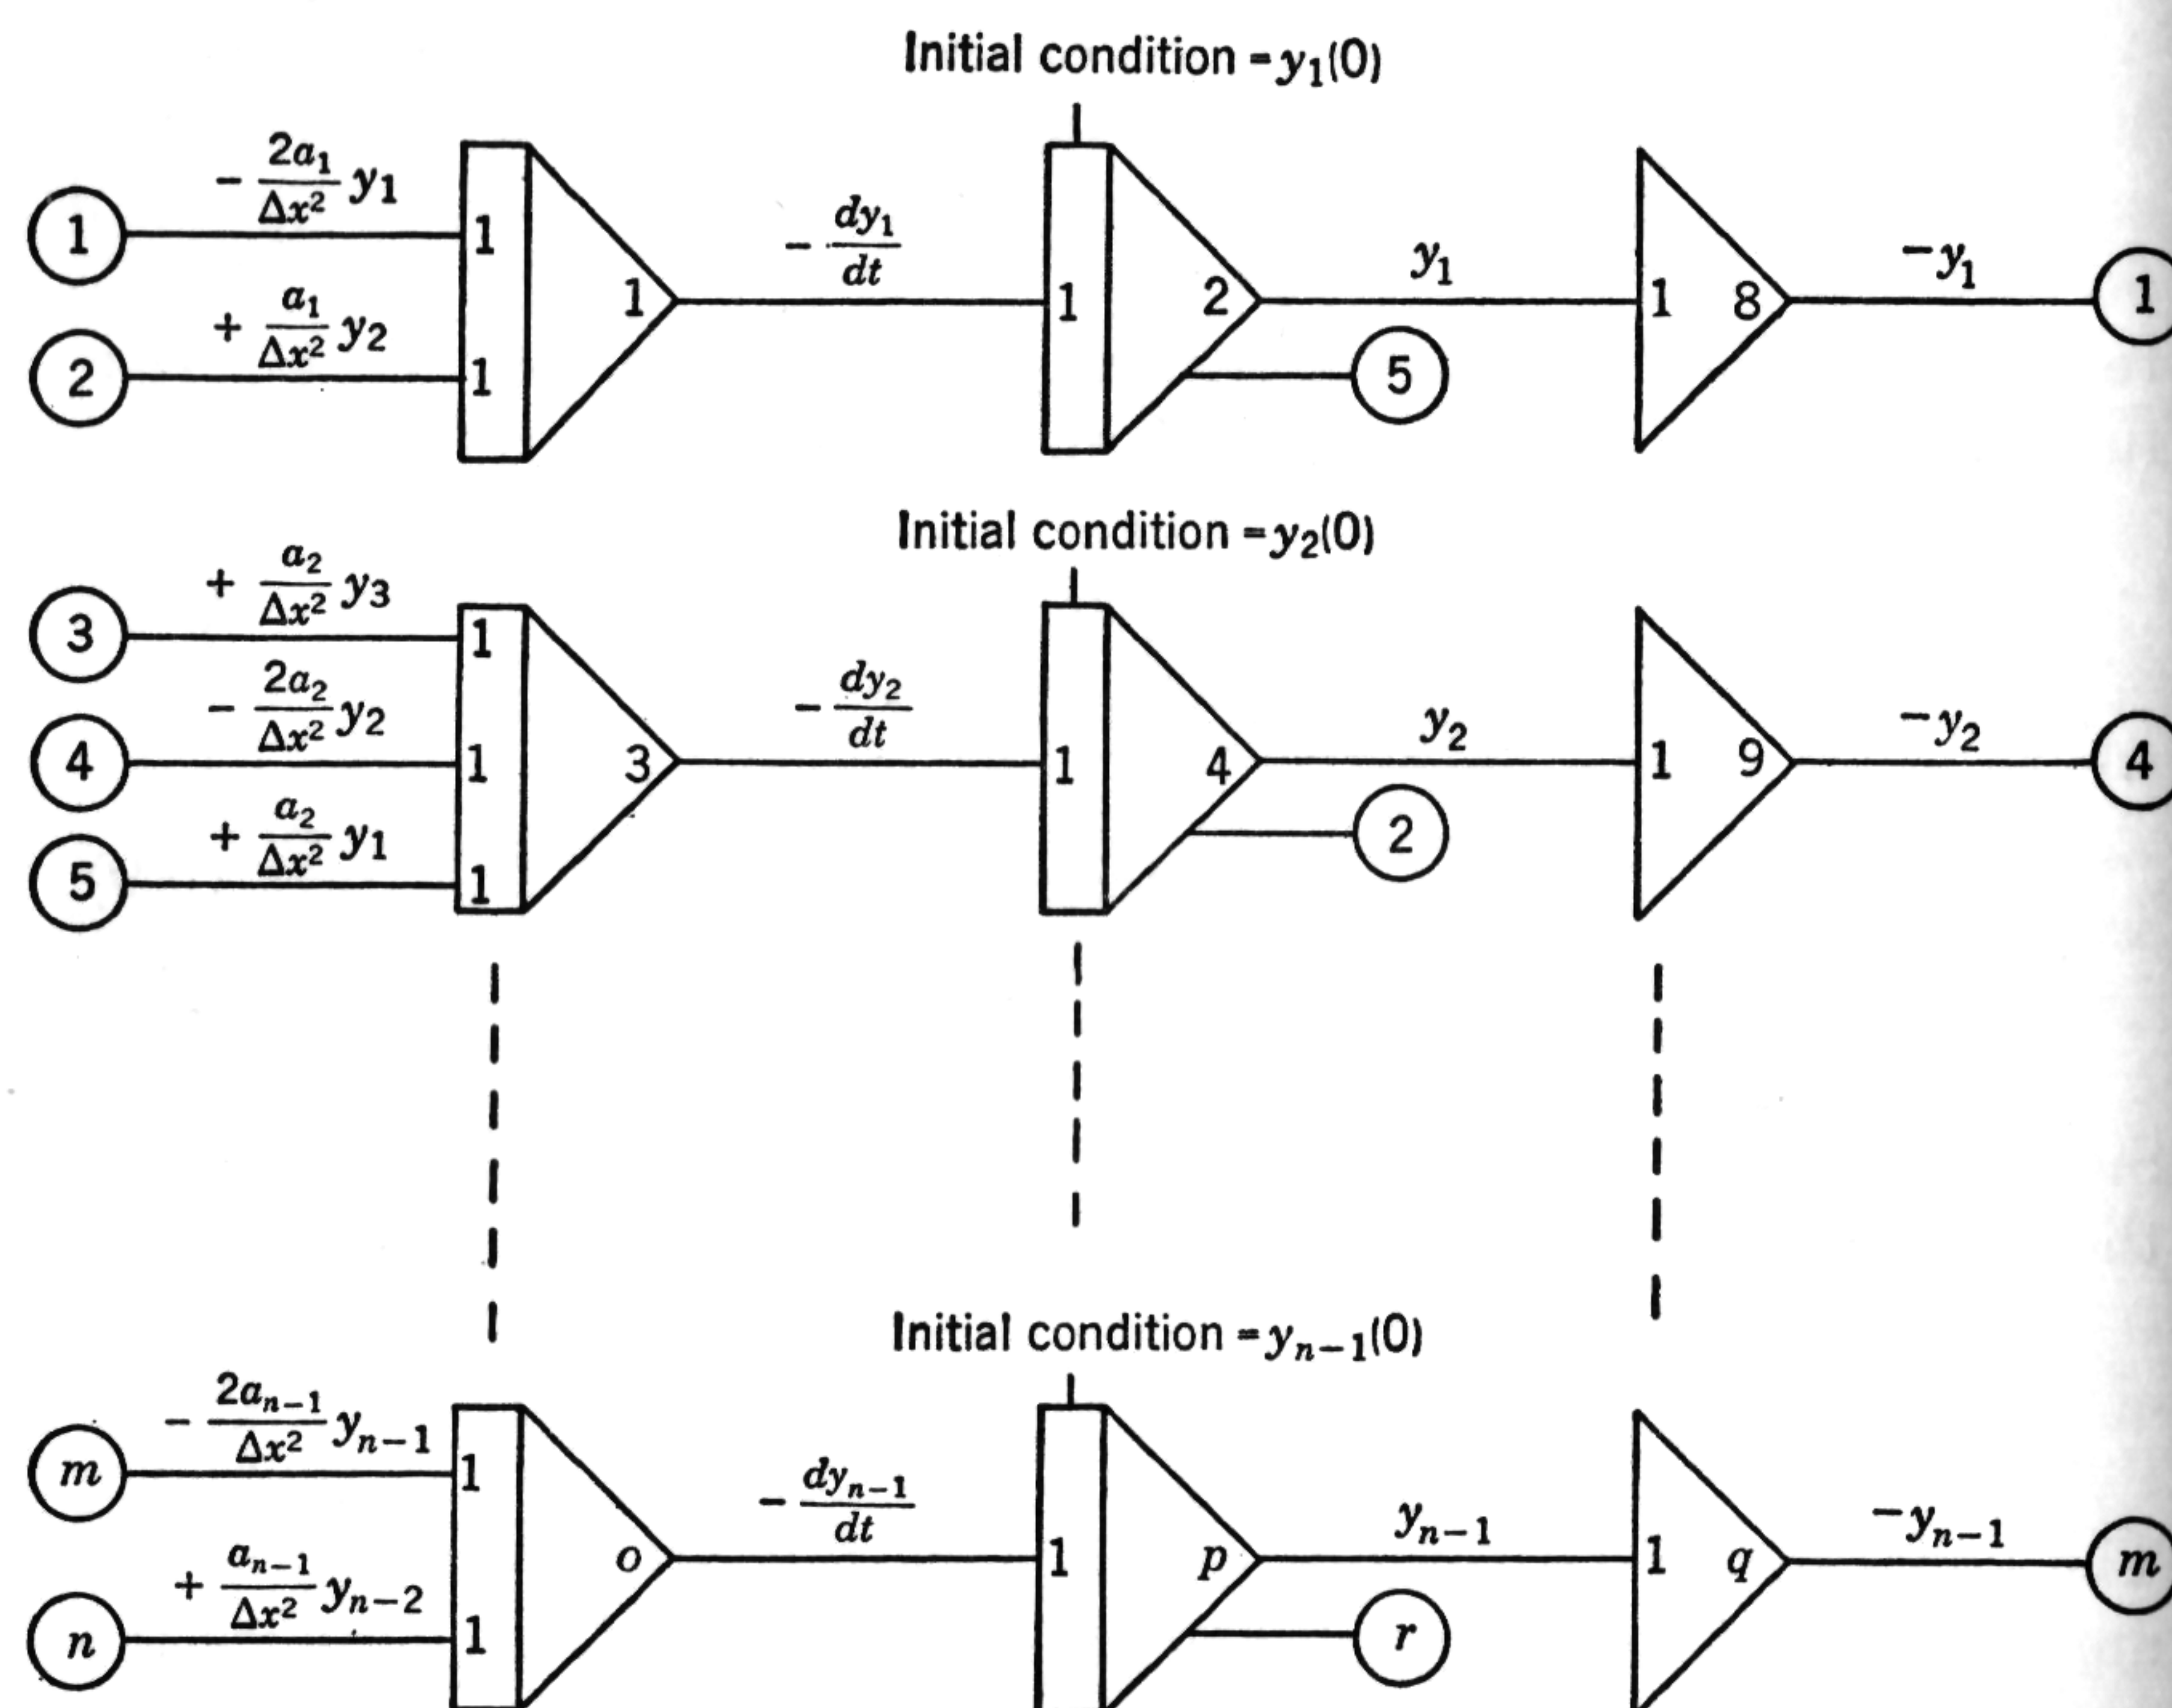 Initial condition = y₁(0)
① − 2a₁/Δx² y₁ 1
② + a₁/Δx² y₂ 1
1 − dy₁/dt 1 2 y₁ 1 8 −y₁ ①
⑤
Initial condition = y₂(0)
③ + a₂/Δx² y₃ 1
④ − 2a₂/Δx² y₂ 1 3 − dy₂/dt 1 4 y₂ 1 9 −y₂ ④
⑤ + a₂/Δx² y₁ 1
②
Initial condition = yₙ₋₁(0)
m − 2aₙ₋₁/Δx² yₙ₋₁ 1
o − dyₙ₋₁/dt 1 p yₙ₋₁ 1 q −yₙ₋₁ m
n + aₙ₋₁/Δx² yₙ₋₂ 1
r